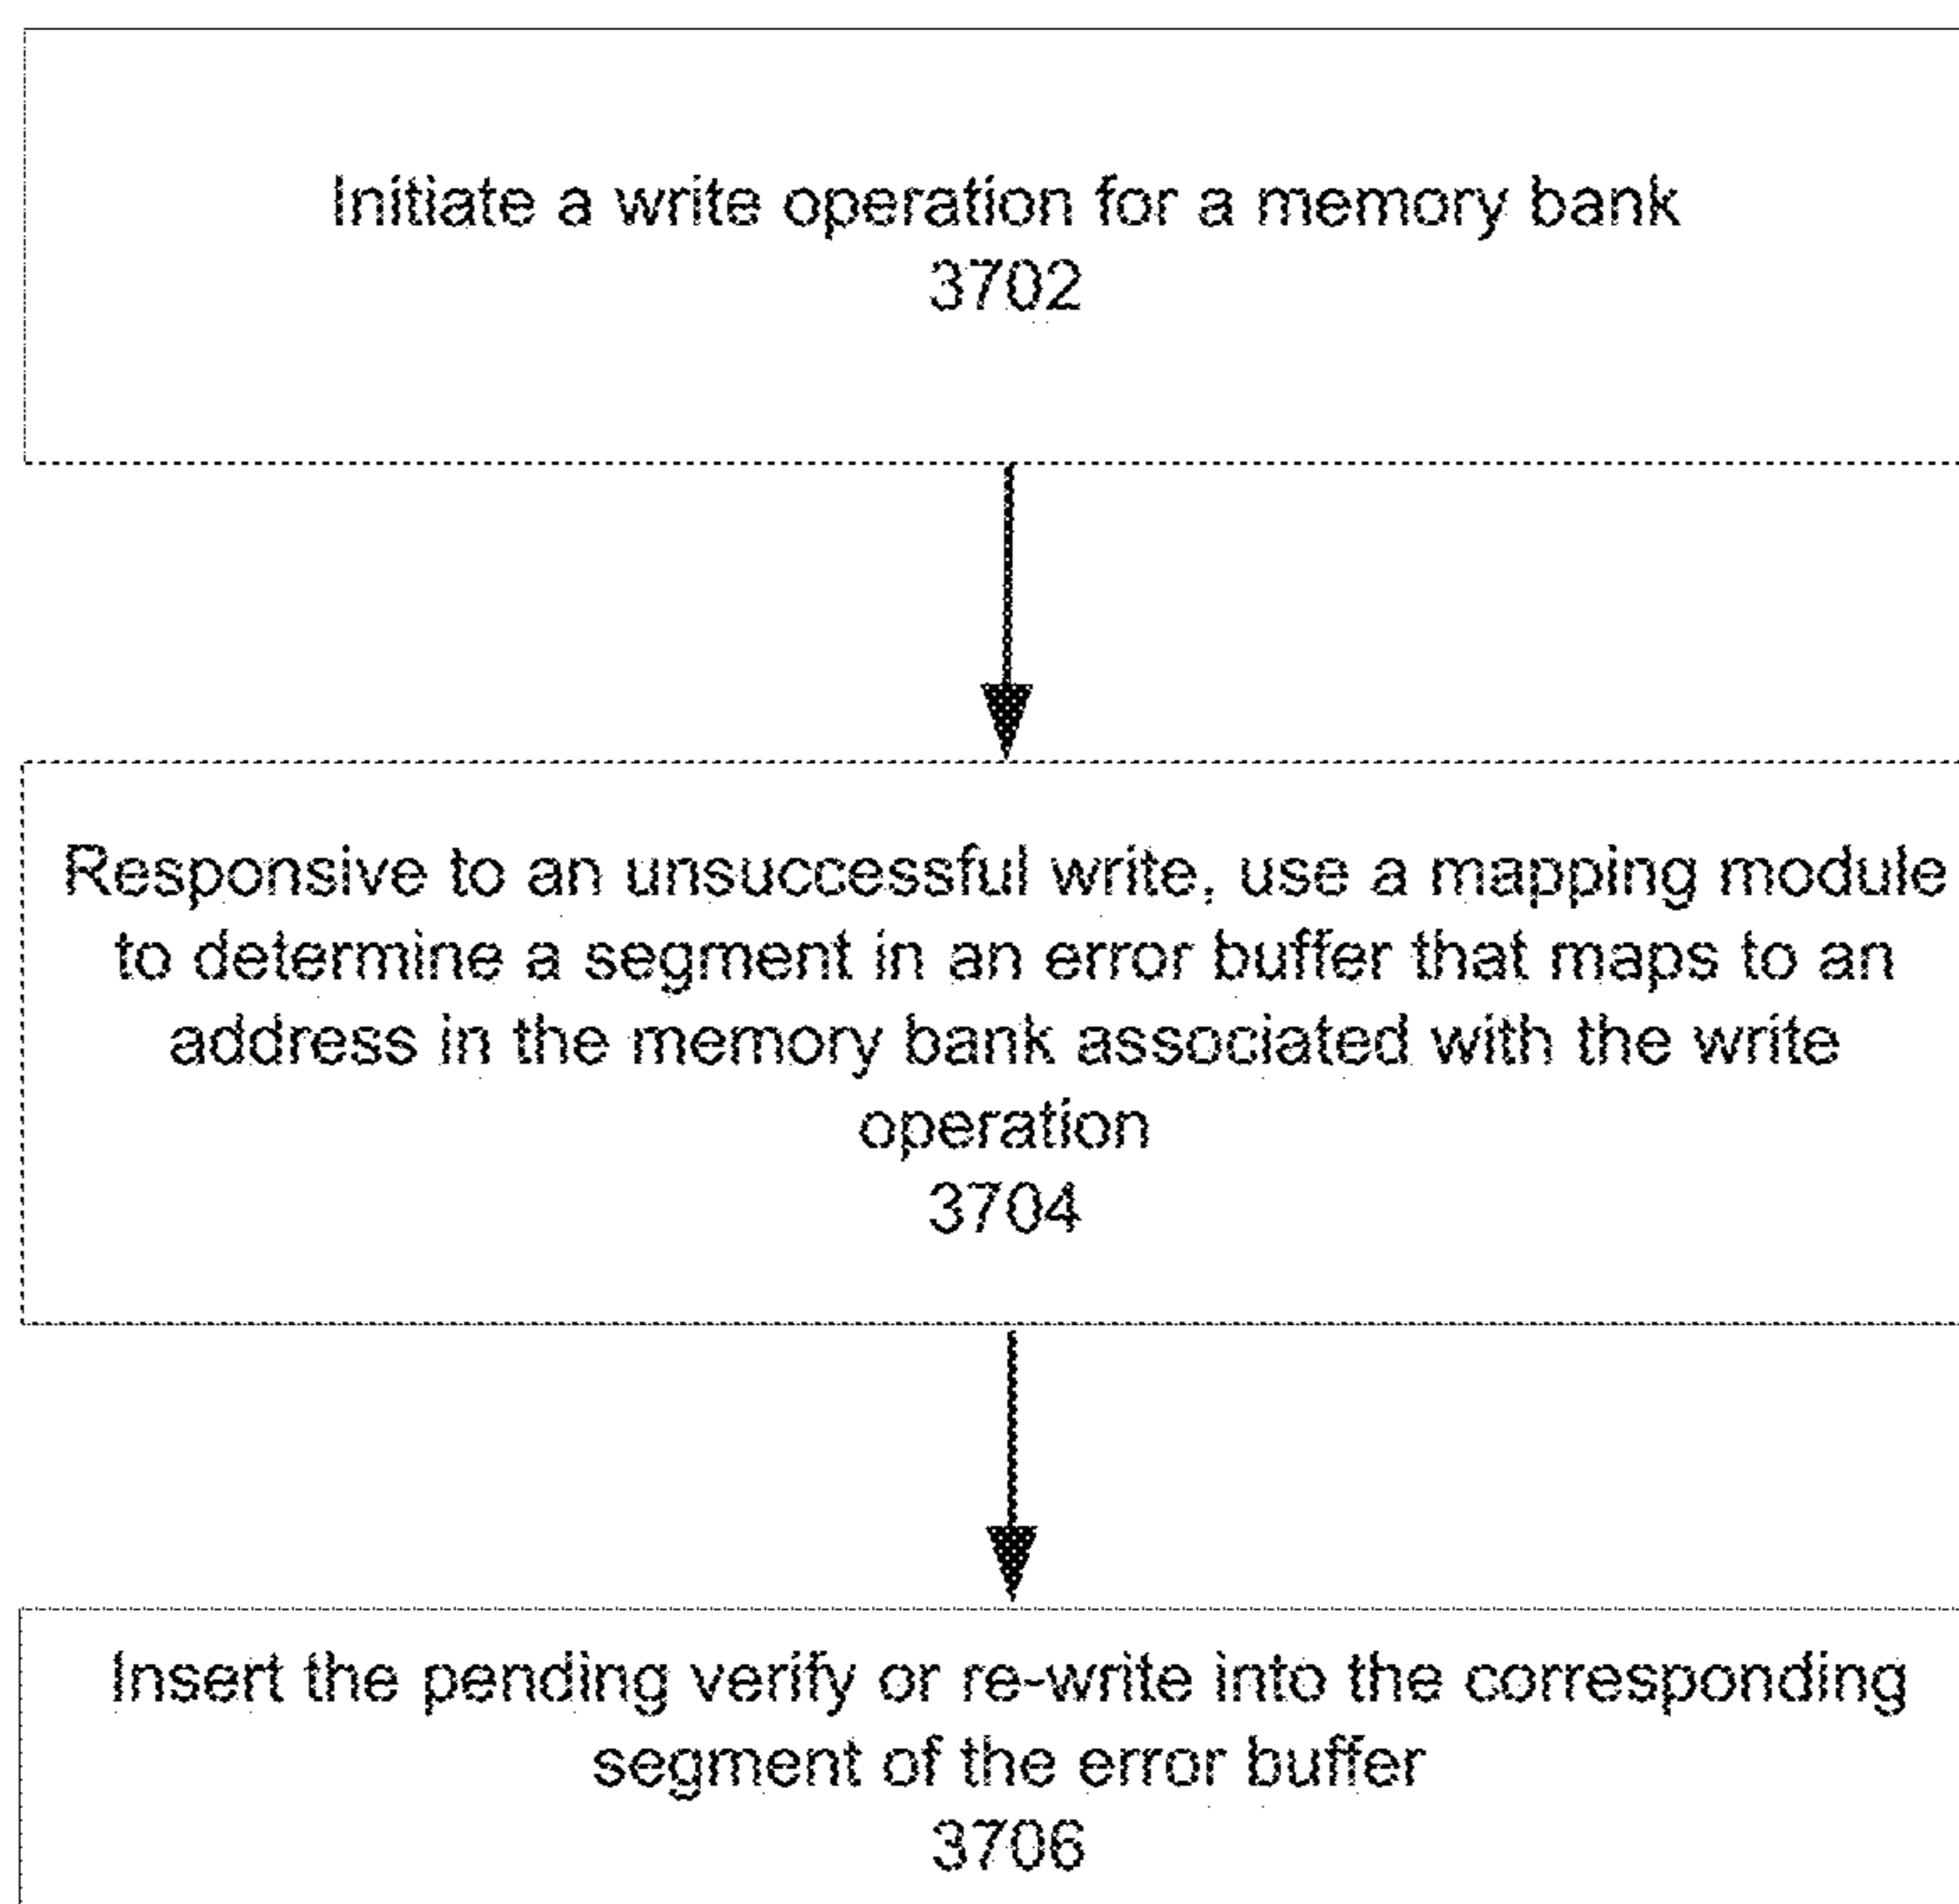 Initiate a write operation for a memory bank
3702
Responsive to an unsuccessful write, use a mapping module
to determine a segment in an error buffer that maps to an
address in the memory bank associated with the write
operation
3704
Insert the pending verify or re-write into the corresponding
segment of the error buffer
3706